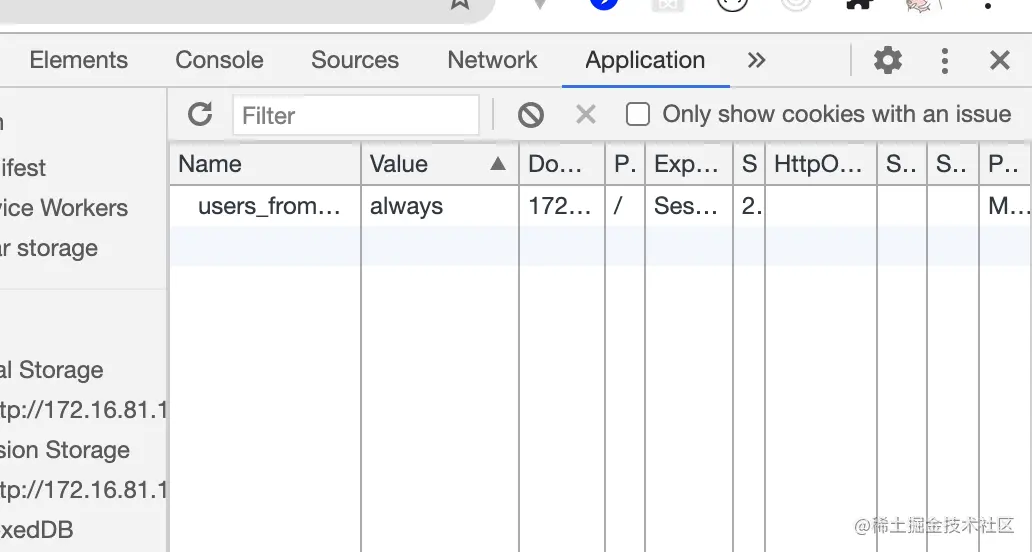 Elements Console Sources Network Application
Filter Only show cookies with an issue
Name Value Do... P. Exp... S HttpO... S.. S.. P..
users_from... always 172... / Ses... 2. M...
n
ifest
vice Workers
ar storage
al Storage
tp://172.16.81.1
sion Storage
tp://172.16.81.1
exedDB
@稀土掘金技术社区